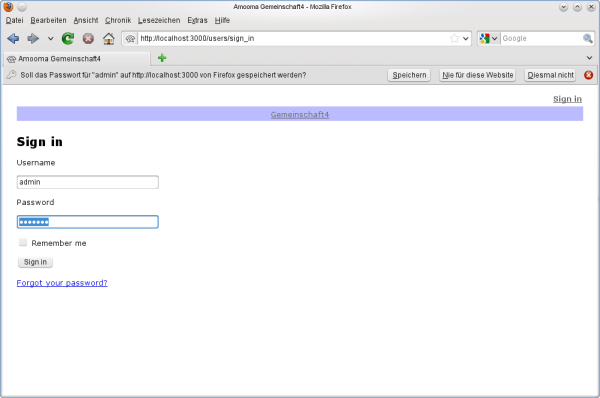 Amooma Gemeinschaft4 - Mozilla Firefox
Datei Bearbeiten Ansicht Chronik Lesezeichen Extras Hilfe
http://localhost:3000/users/sign_in
Google
Amooma Gemeinschaft4
Soll das Passwort für "admin" auf http://localhost:3000 von Firefox gespeichert werden?
Speichern
Nie für diese Website
Diesmal nicht
Sign in
Gemeinschaft4
Sign in
Username
admin
Password
•••••••
Remember me
Sign in
Forgot your password?